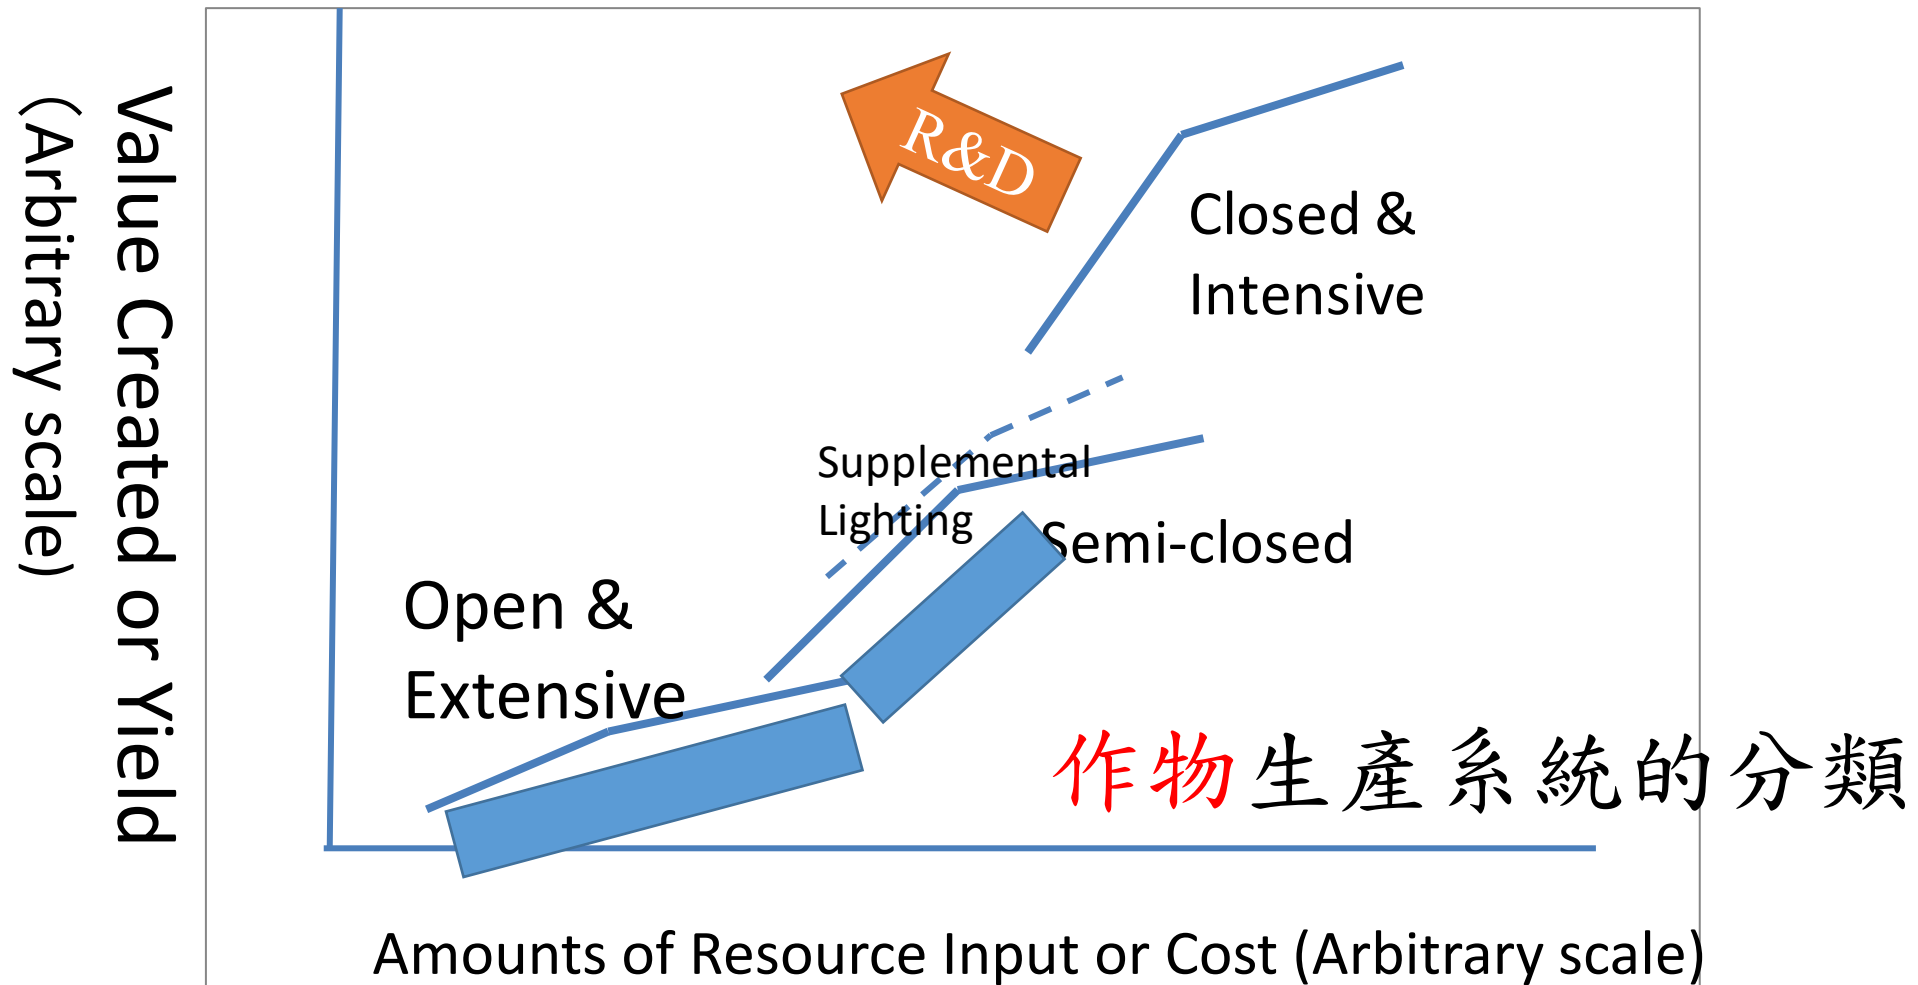 Value Created or Yield
(Arbitrary scale)
R&D
Closed &
Intensive
Supplemental
Lighting
Semi-closed
Open &
Extensive
作物生產系統的分類
Amounts of Resource Input or Cost (Arbitrary scale)